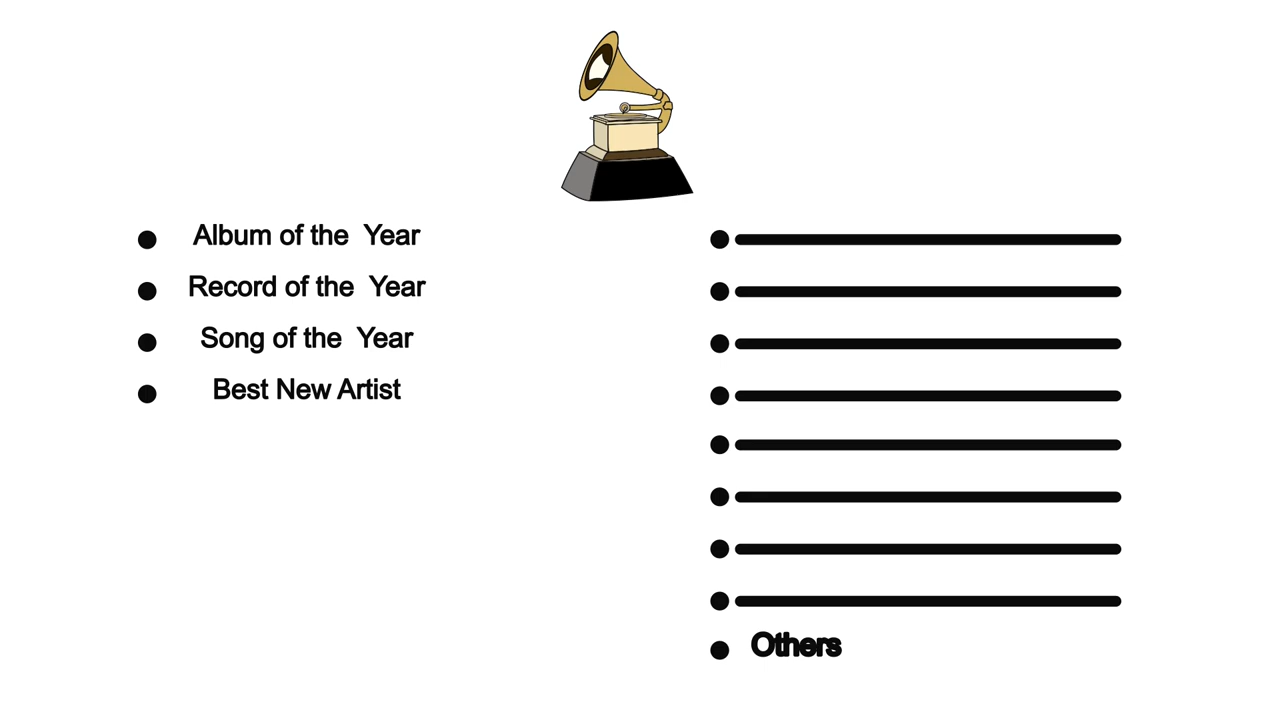 Album of the Year
Record of the Year
Song of the Year
Best New Artist
Others